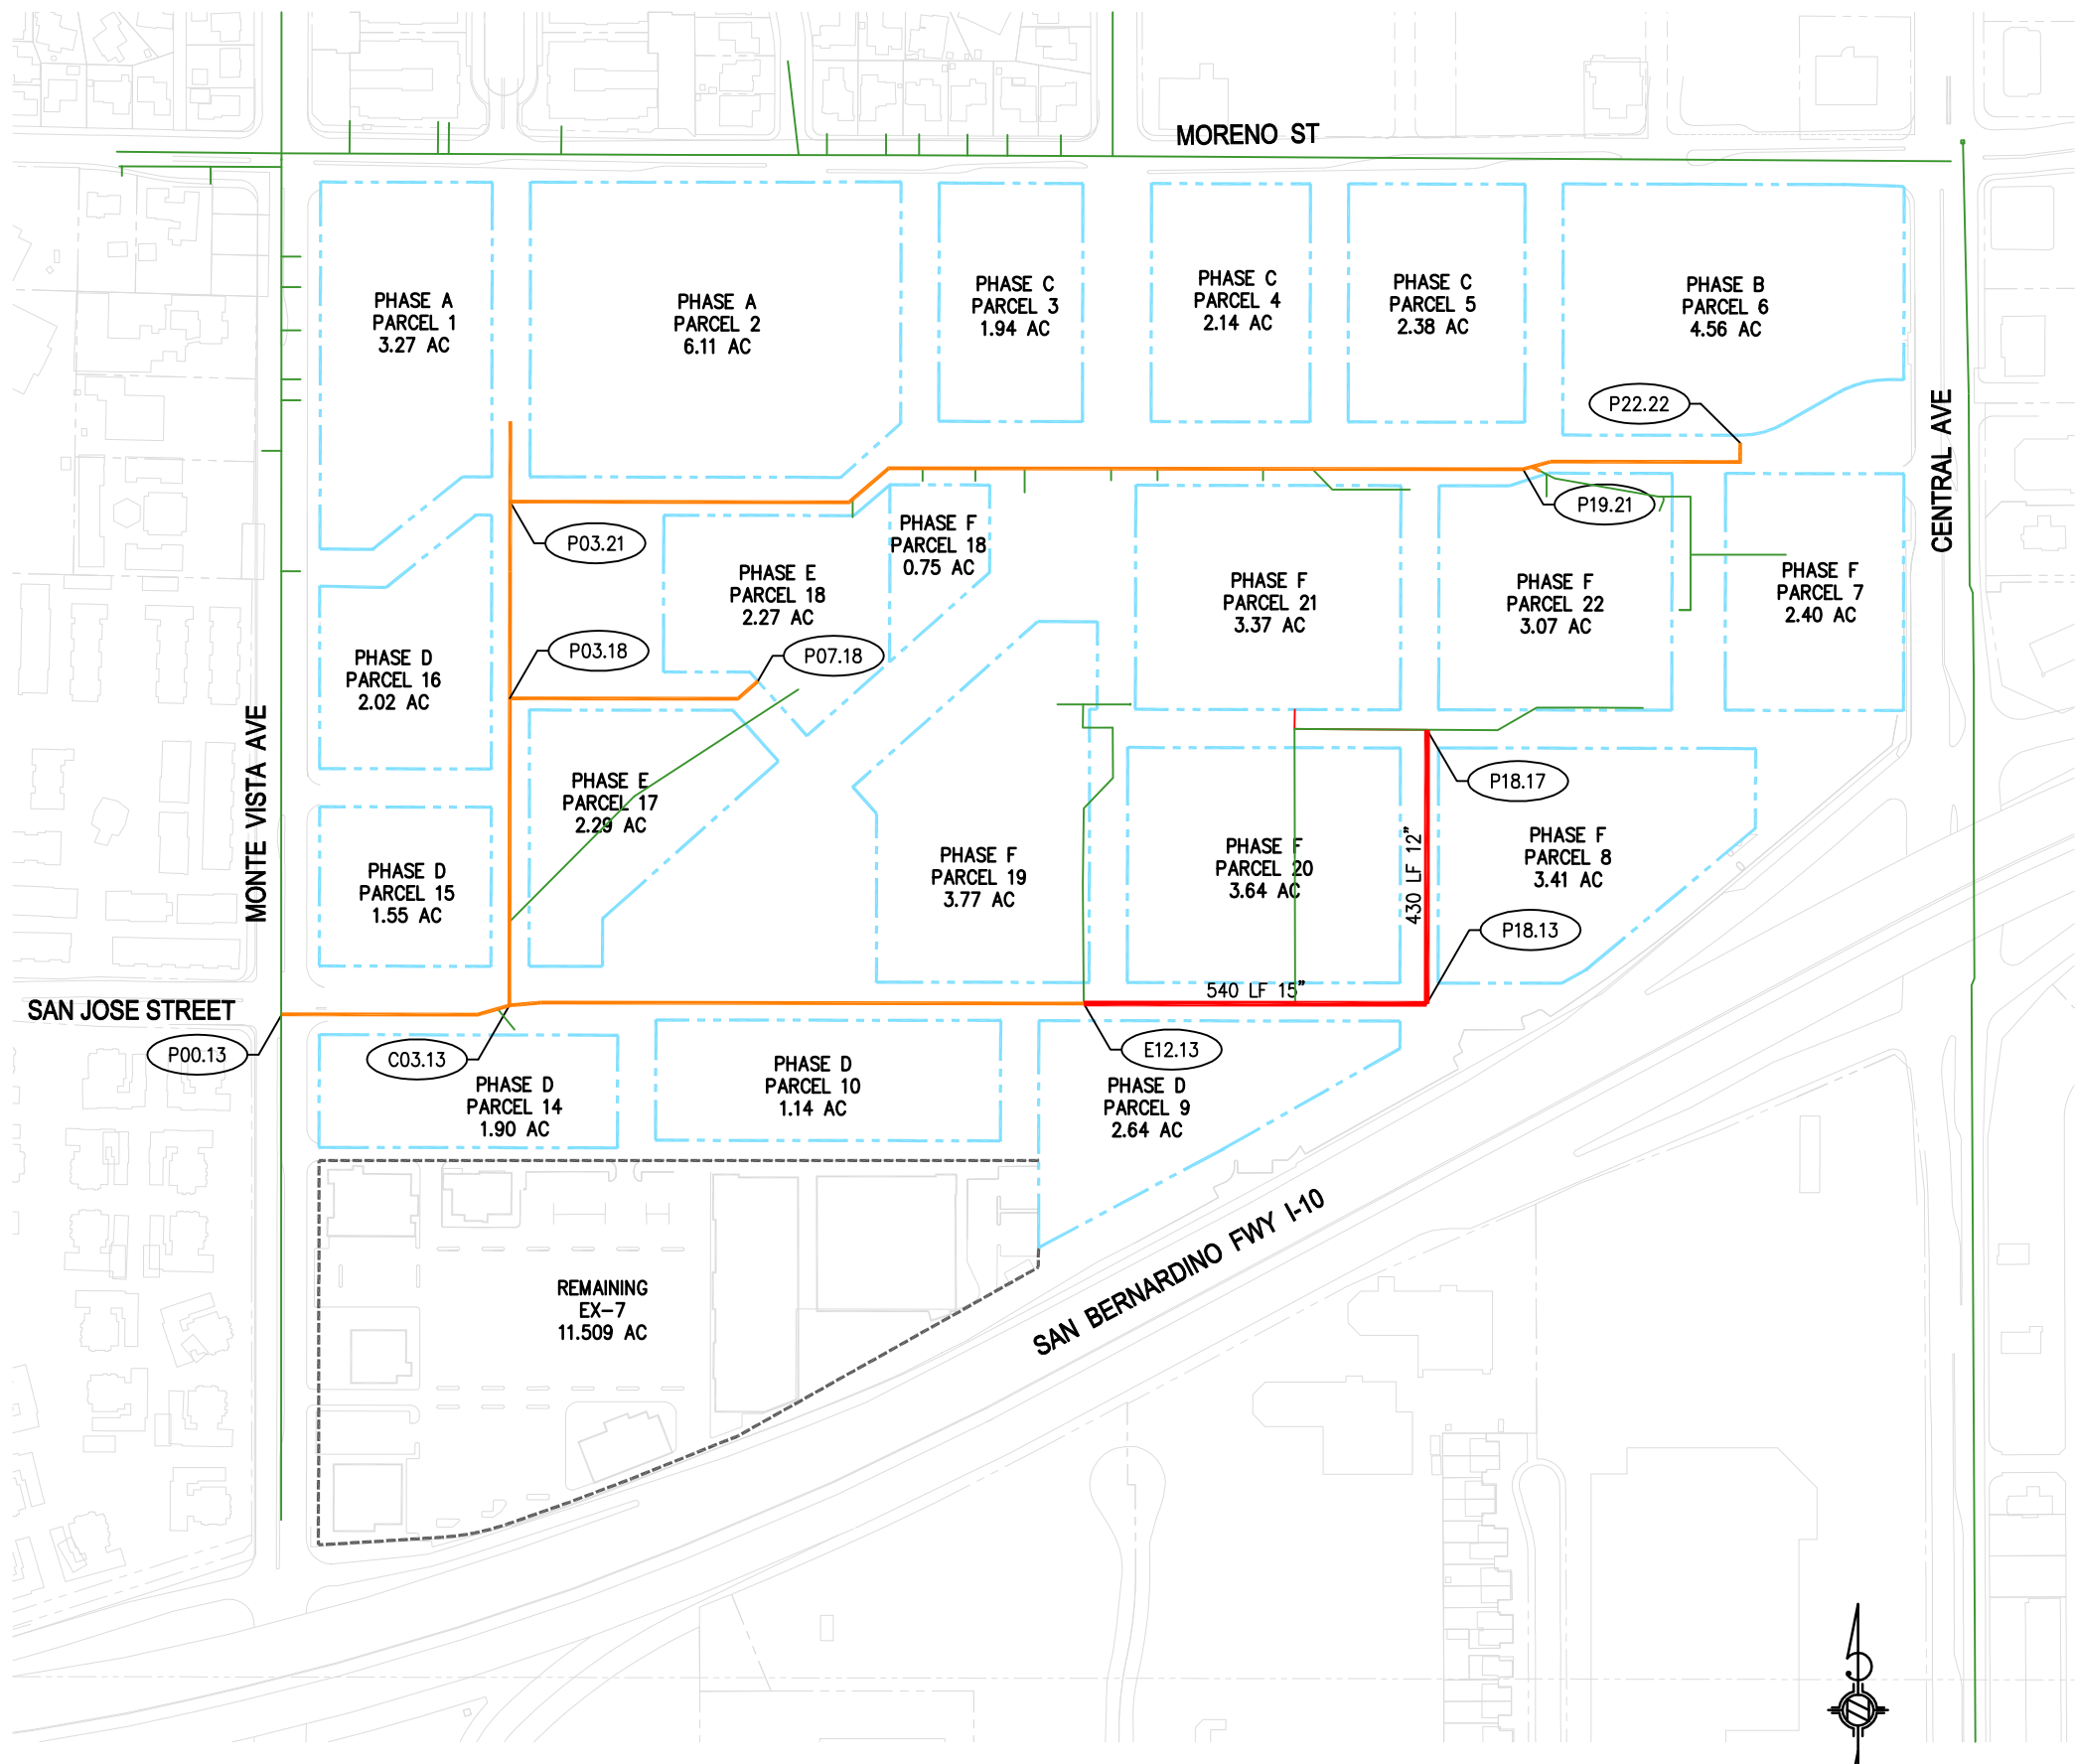 MORENO ST
PHASE A
PARCEL 1
3.27 AC
PHASE A
PARCEL 2
6.11 AC
PHASE C
PARCEL 3
1.94 AC
PHASE C
PARCEL 4
2.14 AC
PHASE C
PARCEL 5
2.38 AC
PHASE B
PARCEL 6
4.56 AC
P22.22
CENTRAL AVE
P19.21
P03.21
PHASE F
PARCEL 18
0.75 AC
PHASE E
PARCEL 18
2.27 AC
PHASE F
PARCEL 21
3.37 AC
PHASE F
PARCEL 22
3.07 AC
PHASE F
PARCEL 7
2.40 AC
P03.18
P07.18
PHASE D
PARCEL 16
2.02 AC
MONTE VISTA AVE
PHASE E
PARCEL 17
2.29 AC
P18.17
PHASE D
PARCEL 15
1.55 AC
PHASE F
PARCEL 19
3.77 AC
PHASE F
PARCEL 20
3.64 AC
430 LF 12"
PHASE F
PARCEL 8
3.41 AC
P18.13
540 LF 15"
SAN JOSE STREET
P00.13
C03.13
E12.13
PHASE D
PARCEL 14
1.90 AC
PHASE D
PARCEL 10
1.14 AC
PHASE D
PARCEL 9
2.64 AC
REMAINING
EX-7
11.509 AC
SAN BERNARDINO FWY I-10